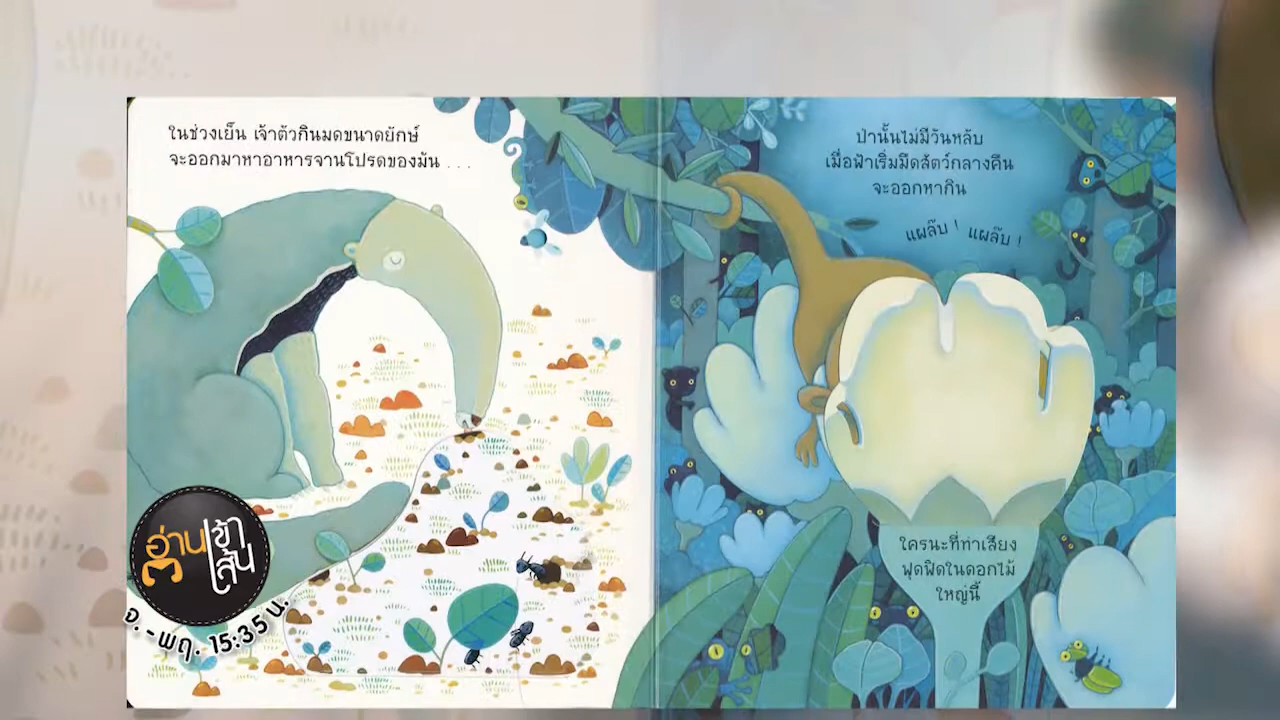 ในช่วงเย็น เจ้าตัวกินมดขนาดยักษ์
จะออกมาหาอาหารจานโปรดของมัน . . .
ป่านั้นไม่มีวันหลับ
เมื่อฟ้าเริ่มมืดสัตว์กลางคืน
จะออกหากิน
แผล๊บ ! แผล๊บ !
ใครนะที่ทำเสียง
ฟุดฟิดในดอกไม้
ใหญ่นี้
อ่านเข้าเส้น
จ. -พฤ. 15:35 น.